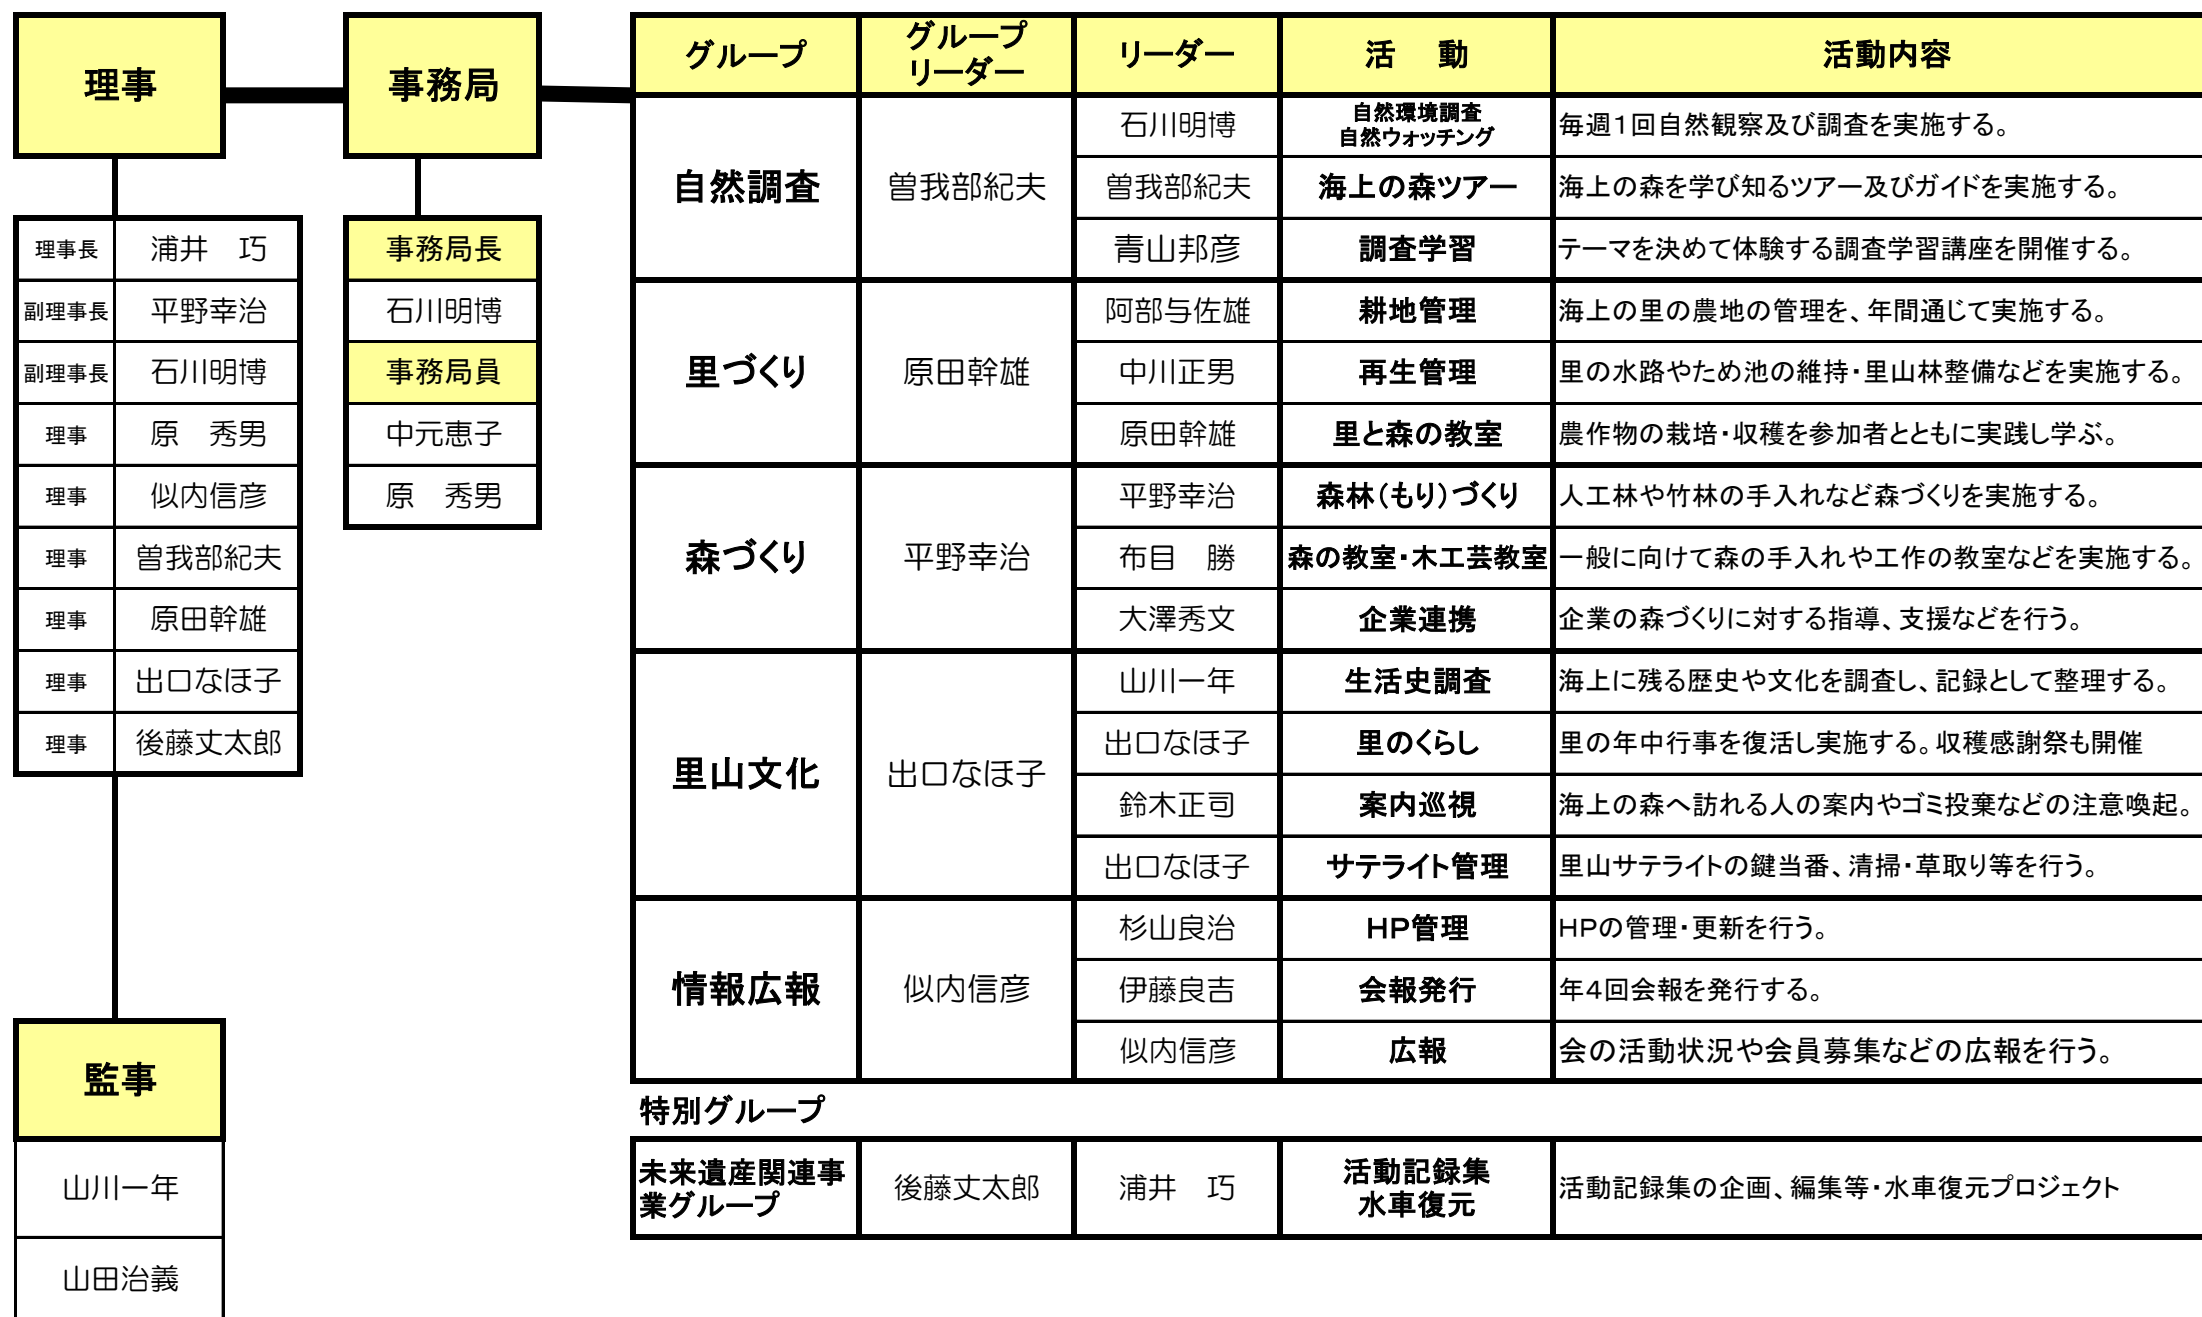 理事
事務局
理事長 浦井　巧
副理事長 平野幸治
副理事長 石川明博
理事 原　秀男
理事 似内信彦
理事 曽我部紀夫
理事 原田幹雄
理事 出口なほ子
理事 後藤丈太郎
事務局長
石川明博
事務局員
中元恵子
原　秀男
監事
山川一年
山田治義
グループ グループ リーダー 活　動 活動内容
リーダー
石川明博 自然環境調査 毎週1回自然観察及び調査を実施する。
自然ウォッチング
自然調査 曽我部紀夫 曽我部紀夫 海上の森ツアー 海上の森を学び知るツアー及びガイドを実施する。
青山邦彦 調査学習 テーマを決めて体験する調査学習講座を開催する。
阿部与佐雄 耕地管理 海上の里の農地の管理を、年間通じて実施する。
里づくり 原田幹雄 中川正男 再生管理 里の水路やため池の維持・里山林整備などを実施する。
原田幹雄 里と森の教室 農作物の栽培・収穫を参加者とともに実践し学ぶ。
平野幸治 森林（もり）づくり 人工林や竹林の手入れなど森づくりを実施する。
森づくり 平野幸治 布目　勝 森の教室・木工芸教室 一般に向けて森の手入れや工作の教室などを実施する。
大澤秀文 企業連携 企業の森づくりに対する指導、支援などを行う。
山川一年 生活史調査 海上に残る歴史や文化を調査し、記録として整理する。
出口なほ子 里のくらし 里の年中行事を復活し実施する。収穫感謝祭も開催
里山文化 出口なほ子
鈴木正司 案内巡視 海上の森へ訪れる人の案内やゴミ投棄などの注意喚起。
出口なほ子 サテライト管理 里山サテライトの鍵当番、清掃・草取り等を行う。
杉山良治 HP管理 HPの管理・更新を行う。
情報広報 似内信彦 伊藤良吉 会報発行 年4回会報を発行する。
似内信彦 広報 会の活動状況や会員募集などの広報を行う。
特別グループ
未来遺産関連事 後藤丈太郎 浦井　巧 活動記録集 活動記録集の企画、編集等・水車復元プロジェクト
業グループ 水車復元